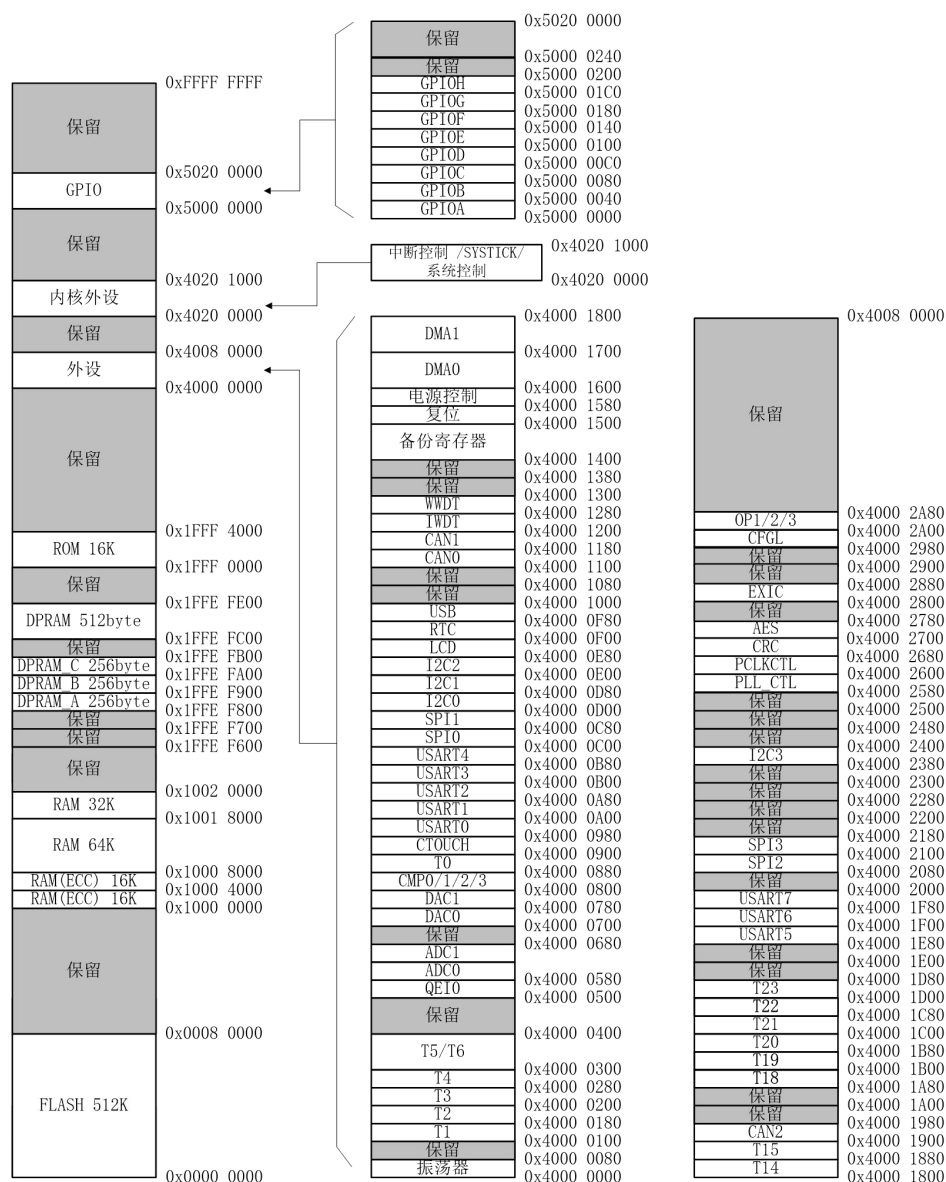 0xFFFF FFFF
保留
0x5020 0000
GPIO
0x5000 0000
保留
0x4020 1000
内核外设
0x4020 0000
保留
0x4008 0000
外设
0x4000 0000
保留
0x1FFF 4000
ROM 16K
0x1FFF 0000
保留
0x1FFE FE00
DPRAM 512byte
0x1FFE FC00
保留
0x1FFE FB00
DPRAM_C 256byte
0x1FFE FA00
DPRAM_B 256byte
0x1FFE F900
DPRAM_A 256byte
0x1FFE F800
保留
0x1FFE F700
保留
0x1FFE F600
保留
0x1002 0000
RAM 32K
0x1001 8000
RAM 64K
0x1000 8000
RAM(ECC) 16K
0x1000 4000
RAM(ECC) 16K
0x1000 0000
保留
0x0008 0000
FLASH 512K
0x0000 0000
0x5020 0000
保留
0x5000 0240
保留
0x5000 0200
GPIOH
0x5000 01C0
GPIOG
0x5000 0180
GPIOF
0x5000 0140
GPIOE
0x5000 0100
GPIOD
0x5000 00C0
GPIOC
0x5000 0080
GPIOB
0x5000 0040
GPIOA
0x5000 0000
0x4020 1000
中断控制 /SYSTICK/
系统控制
0x4020 0000
0x4000 1800
DMA1
0x4000 1700
DMA0
0x4000 1600
电源控制
0x4000 1580
复位
0x4000 1500
备份寄存器
0x4000 1400
保留
0x4000 1380
保留
0x4000 1300
WWDT
0x4000 1280
IWDT
0x4000 1200
CAN1
0x4000 1180
CAN0
0x4000 1100
保留
0x4000 1080
保留
0x4000 1000
USB
0x4000 0F80
RTC
0x4000 0F00
LCD
0x4000 0E80
I2C2
0x4000 0E00
I2C1
0x4000 0D80
I2C0
0x4000 0D00
SPI1
0x4000 0C80
SPI0
0x4000 0C00
USART4
0x4000 0B80
USART3
0x4000 0B00
USART2
0x4000 0A80
USART1
0x4000 0A00
USART0
0x4000 0980
CTOUCH
0x4000 0900
T0
0x4000 0880
CMP0/1/2/3
0x4000 0800
DAC1
0x4000 0780
DAC0
0x4000 0700
保留
0x4000 0680
ADC1
ADC0
0x4000 0580
QEI0
0x4000 0500
保留
0x4000 0400
T5/T6
0x4000 0300
T4
0x4000 0280
T3
0x4000 0200
T2
0x4000 0180
T1
0x4000 0100
保留
0x4000 0080
振荡器
0x4000 0000
0x4008 0000
保留
0x4000 2A80
OP1/2/3
0x4000 2A00
CFGL
0x4000 2980
保留
0x4000 2900
保留
0x4000 2880
EXIC
0x4000 2800
保留
0x4000 2780
AES
0x4000 2700
CRC
0x4000 2680
PCLKCTL
0x4000 2600
PLL_CTL
0x4000 2580
保留
0x4000 2500
保留
0x4000 2480
保留
0x4000 2400
I2C3
0x4000 2380
保留
0x4000 2300
保留
0x4000 2280
保留
0x4000 2200
保留
0x4000 2180
SPI3
0x4000 2100
SPI2
0x4000 2080
保留
0x4000 2000
USART7
0x4000 1F80
USART6
0x4000 1F00
USART5
0x4000 1E80
保留
0x4000 1E00
保留
0x4000 1D80
T23
0x4000 1D00
T22
0x4000 1C80
T21
0x4000 1C00
T20
0x4000 1B80
T19
0x4000 1B00
T18
0x4000 1A80
保留
0x4000 1A00
保留
0x4000 1980
CAN2
0x4000 1900
T15
0x4000 1880
T14
0x4000 1800